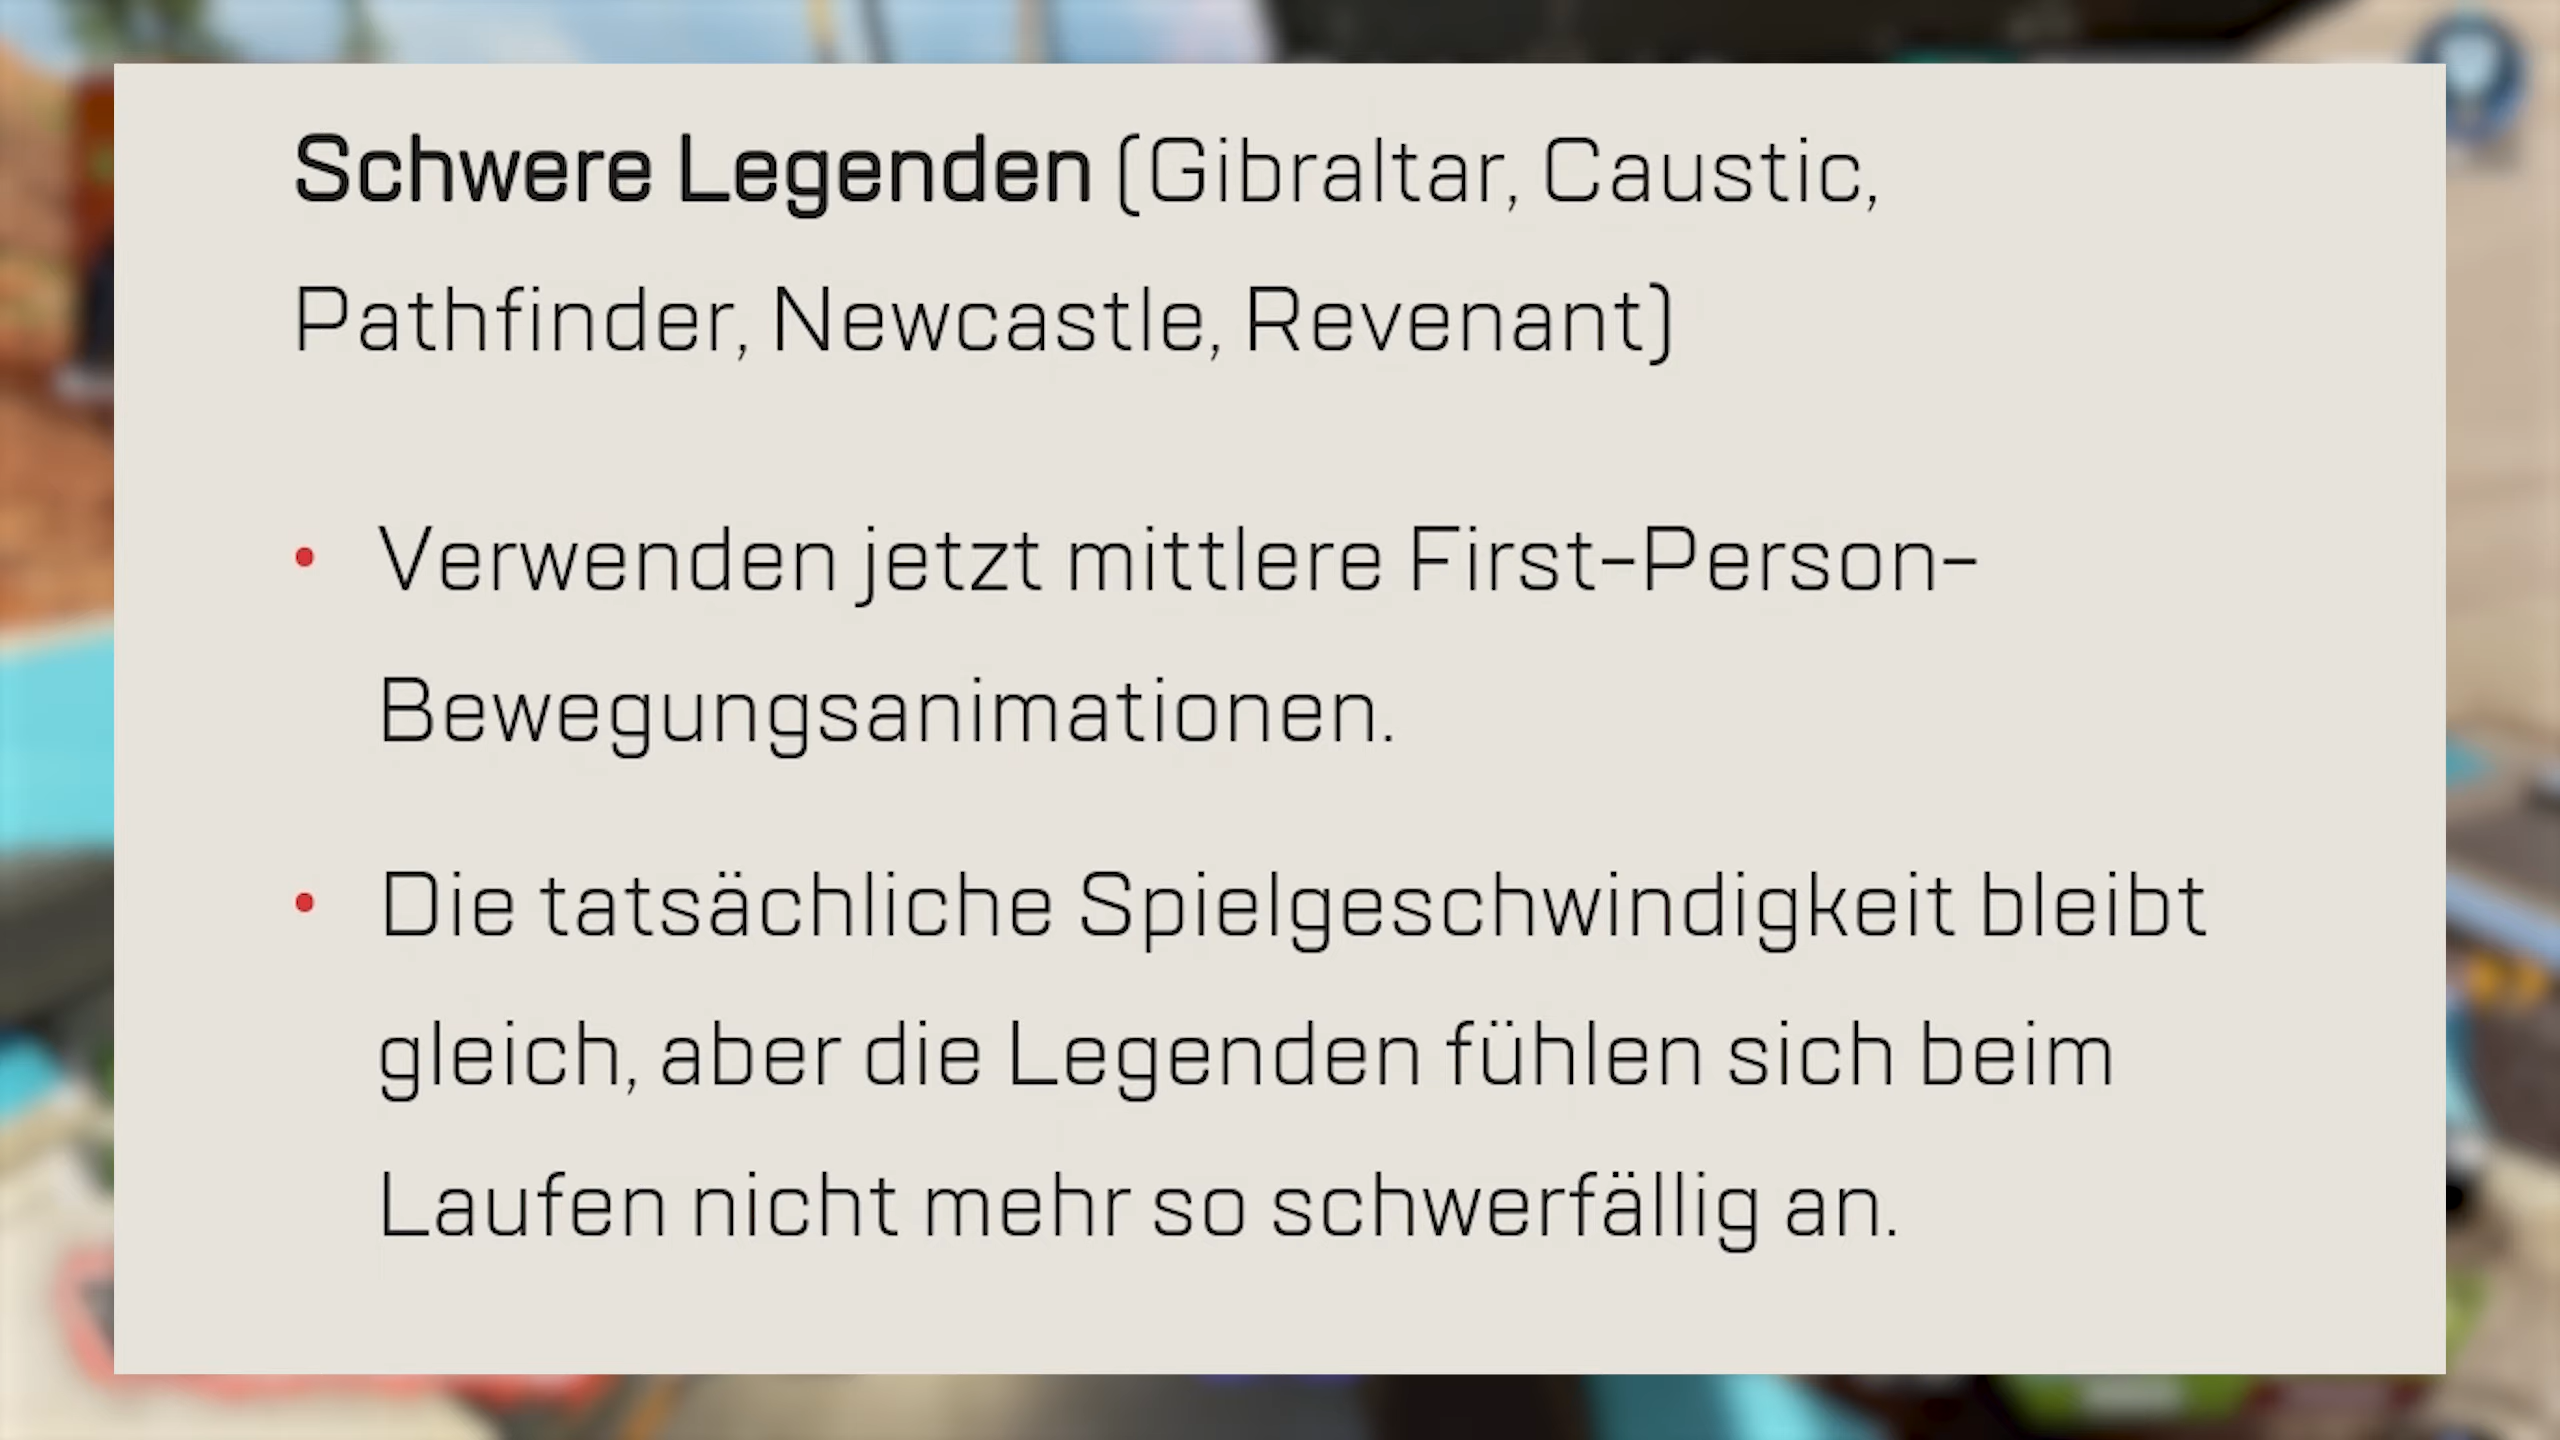 Schwere Legenden (Gibraltar, Caustic,
Pathfinder, Newcastle, Revenant)
• Verwenden jetzt mittlere First-Person-
Bewegungsanimationen.
• Die tatsächliche Spielgeschwindigkeit bleibt
gleich, aber die Legenden fühlen sich beim
Laufen nicht mehr so schwerfällig an.